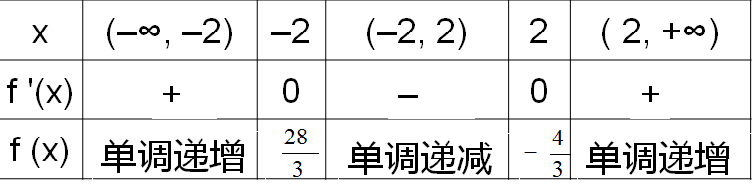 x (–∞, –2) –2 (–2, 2) 2 ( 2, +∞)
f '(x) + 0 – 0 +
f (x) 单调递增 28/3 单调递减 – 4/3 单调递增